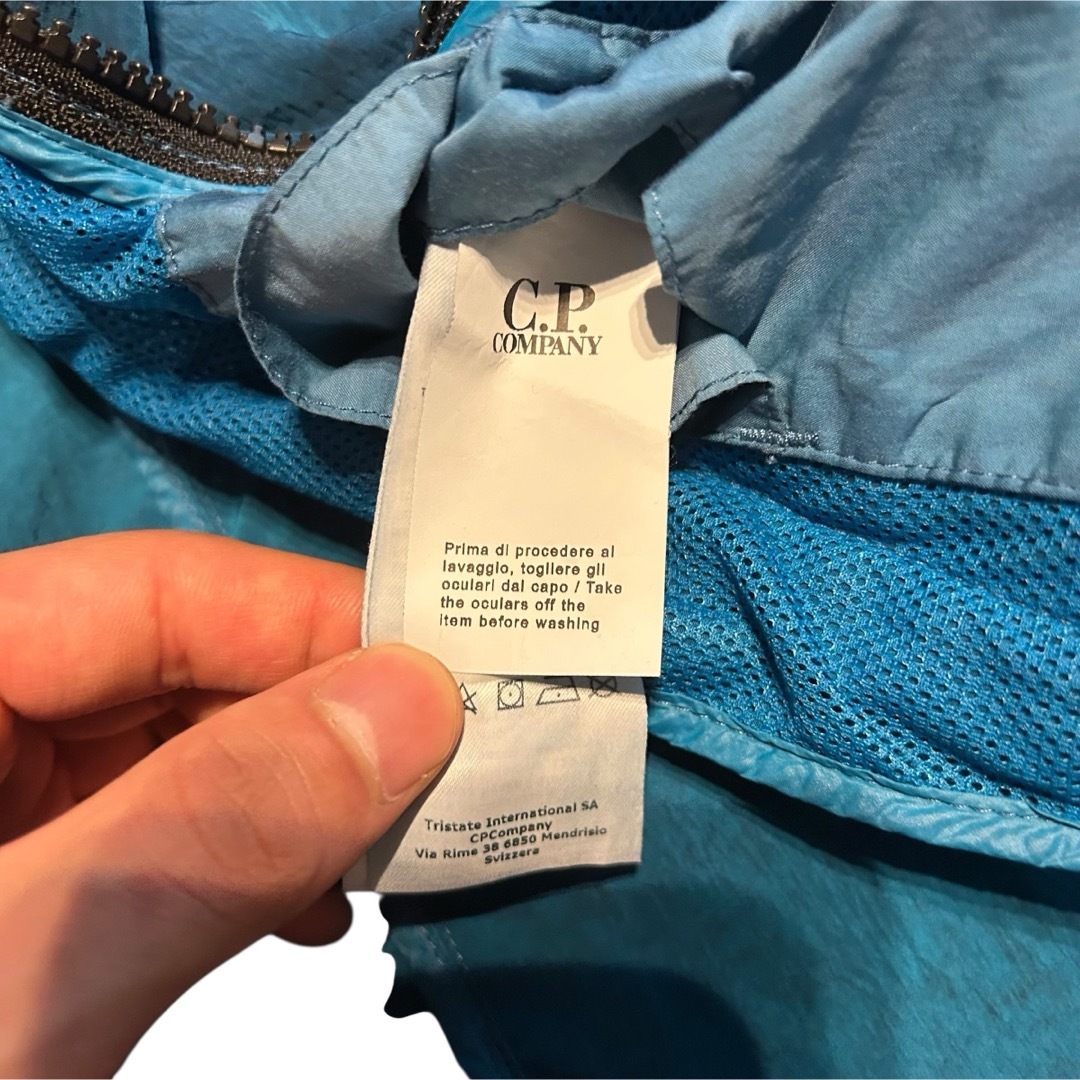 C.P.
COMPANY
Prima di procedere al
lavaggio, togliere gli
oculari dal capo / Take
the oculars off the
item before washing
Tristate International SA
CPCompany
Via Rime 38 6850 Mendrisio
Svizzera